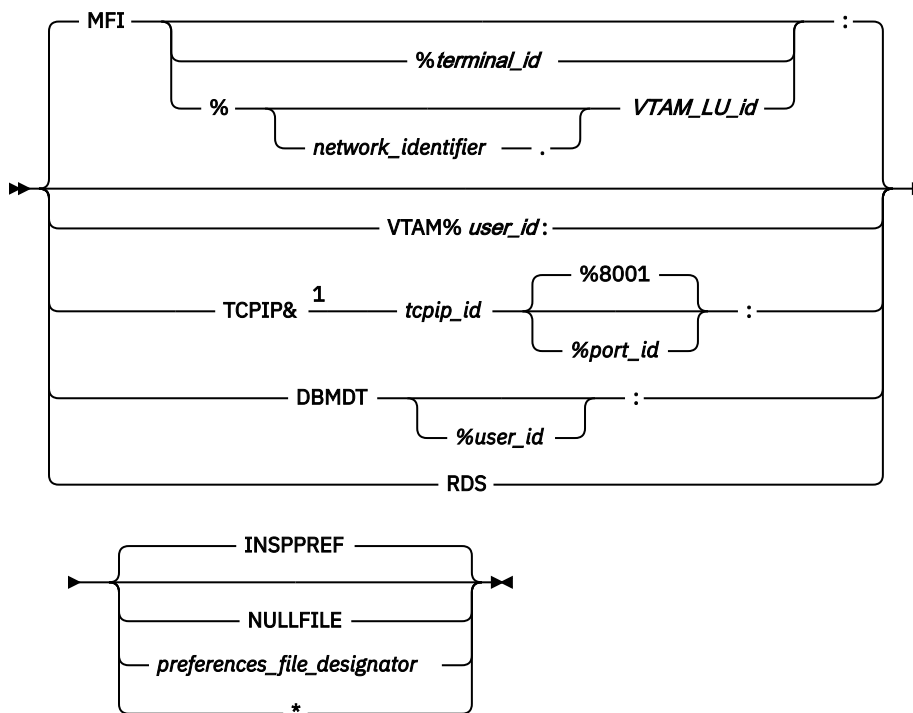 MFI :
%terminal_id
% VTAM_LU_id
network_identifier .
VTAM% user_id:
1
%8001
TCPIP& tcpip_id :
%port_id
DBMDT :
%user_id
RDS
INSPPREF
NULLFILE
preferences_file_designator
*